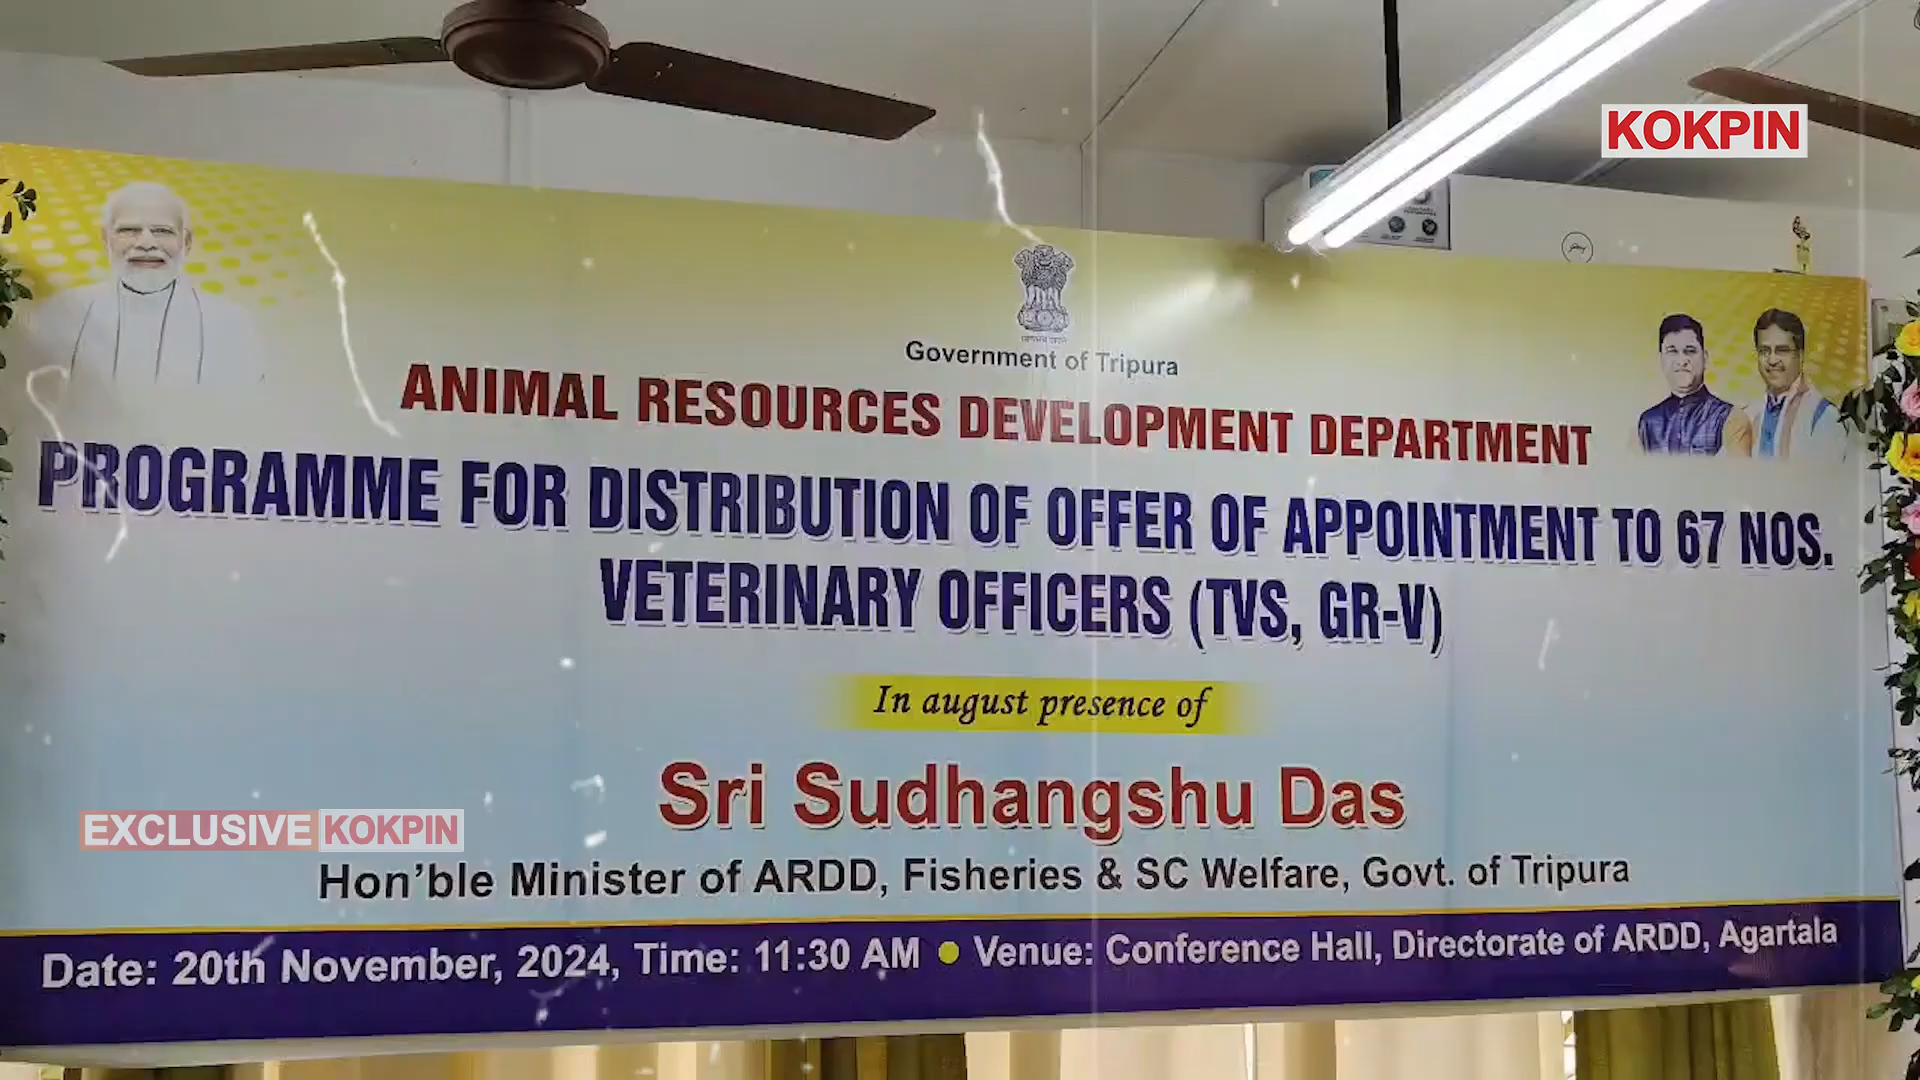 KOKPIN
Government of Tripura
ANIMAL RESOURCES DEVELOPMENT DEPARTMENT
PROGRAMME FOR DISTRIBUTION OF OFFER OF APPOINTMENT TO 67 NOS.
VETERINARY OFFICERS (TVS, GR-V)
In august presence of
Sri Sudhangshu Das
EXCLUSIVE KOKPIN
Hon'ble Minister of ARDD, Fisheries & SC Welfare, Govt. of Tripura
Date: 20th November, 2024, Time: 11:30 AM ● Venue: Conference Hall, Directorate of ARDD, Agartala